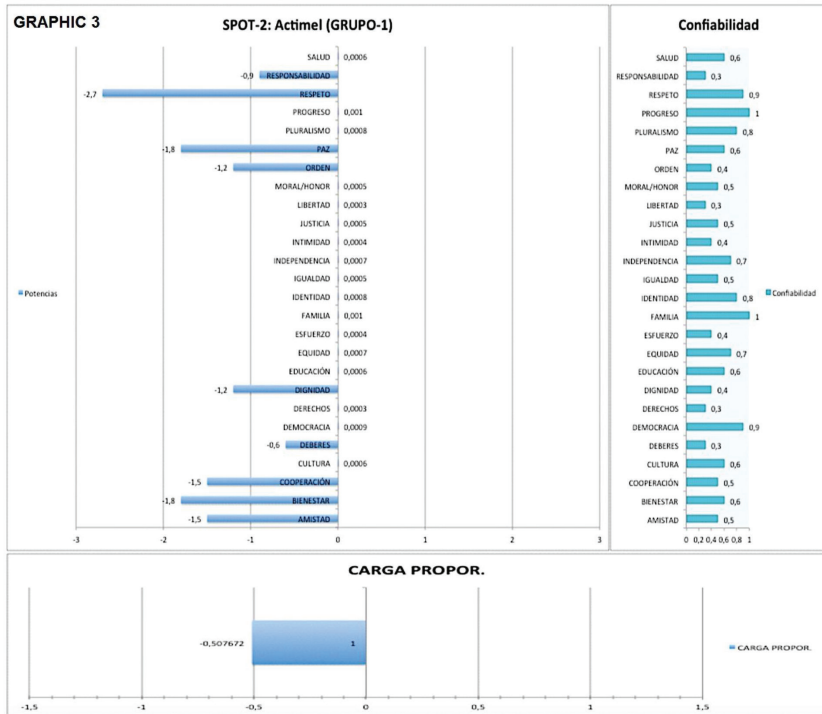 GRAPHIC 3
SPOT-2: Actimel (GRUPO-1)
SALUD 0,0006
-0,9 RESPONSABILIDAD
-2,7 RESPETO
PROGRESO 0,001
PLURALISMO 0,0008
-1,8 PAZ
-1,2 ORDEN
MORAL/HONOR 0,0005
LIBERTAD 0,0003
JUSTICIA 0,0005
INTIMIDAD 0,0004
INDEPENDENCIA 0,0007
IGUALDAD 0,0005
Potencias
IDENTIDAD 0,0008
FAMILIA 0,001
ESFUERZO 0,0004
EQUIDAD 0,0007
EDUCACIÓN 0,0006
-1,2 DIGNIDAD
DERECHOS 0,0003
DEMOCRACIA 0,0009
-0,6 DEBERES
CULTURA 0,0006
-1,5 COOPERACIÓN
-1,8 BIENESTAR
-1,5 AMISTAD
-3 -2 -1 0 1 2 3
Confiabilidad
SALUD 0,6
RESPONSABILIDAD 0,3
RESPETO 0,9
PROGRESO 1
PLURALISMO 0,8
PAZ 0,6
ORDEN 0,4
MORAL/HONOR 0,5
LIBERTAD 0,3
JUSTICIA 0,5
INTIMIDAD 0,4
INDEPENDENCIA 0,7
IGUALDAD 0,5
IDENTIDAD 0,8
Confiabilidad
FAMILIA 1
ESFUERZO 0,4
EQUIDAD 0,7
EDUCACIÓN 0,6
DIGNIDAD 0,4
DERECHOS 0,3
DEMOCRACIA 0,9
DEBERES 0,3
CULTURA 0,6
COOPERACIÓN 0,5
BIENESTAR 0,6
AMISTAD 0,5
0 0,2 0,4 0,6 0,8 1
CARGA PROPOR.
-0,507672 1
CARGA PROPOR.
-1,5 -1 -0,5 0 0,5 1 1,5